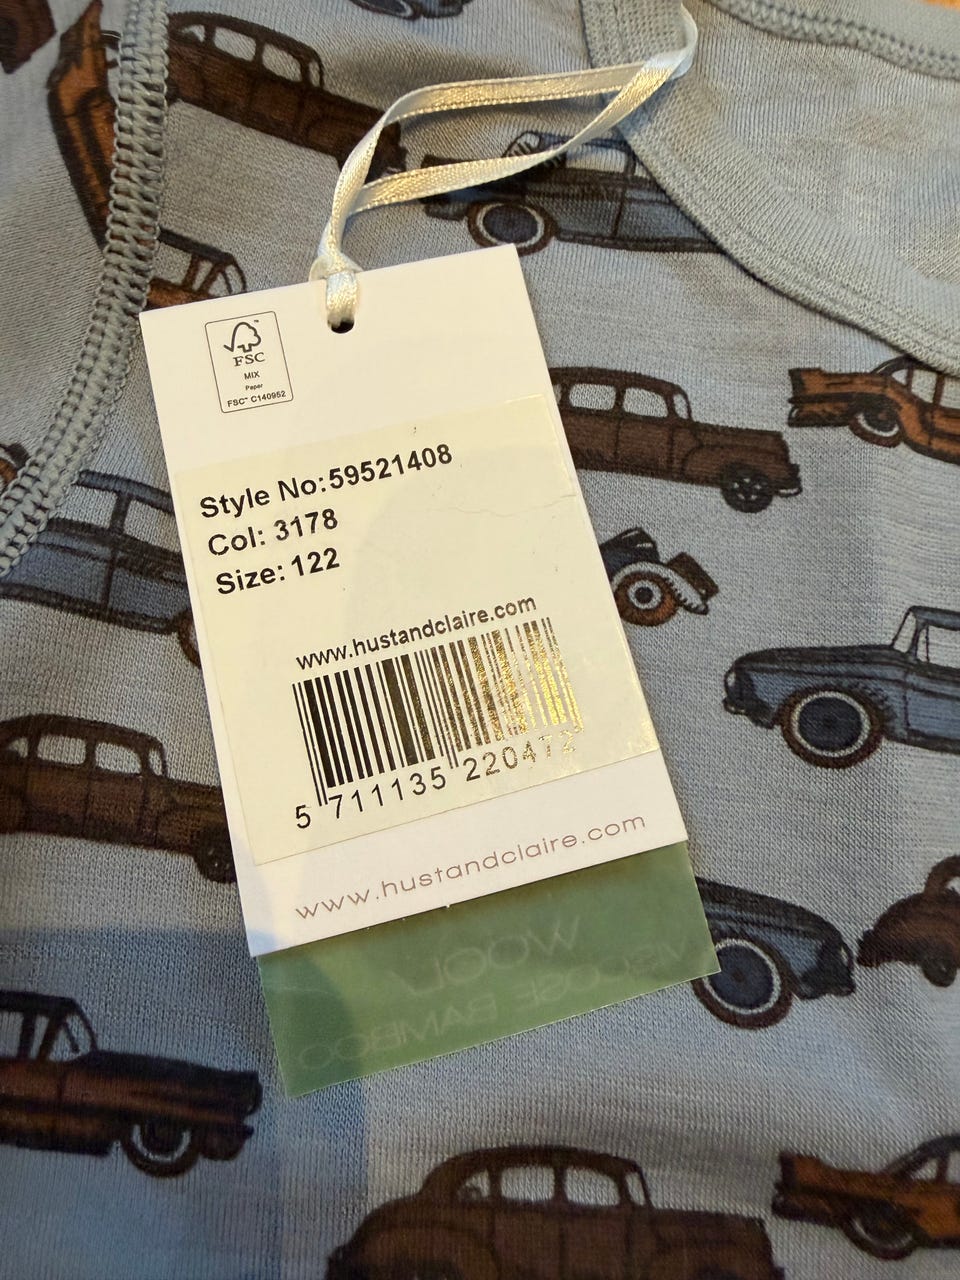 FSC™
MIX
Paper
FSC™ C140952
Style No:59521408
Col: 3178
Size: 122
www.hustandclaire.com
5 711135 220472
www.hustandclaire.com
WOOL/
VISCOSE BAMBOO